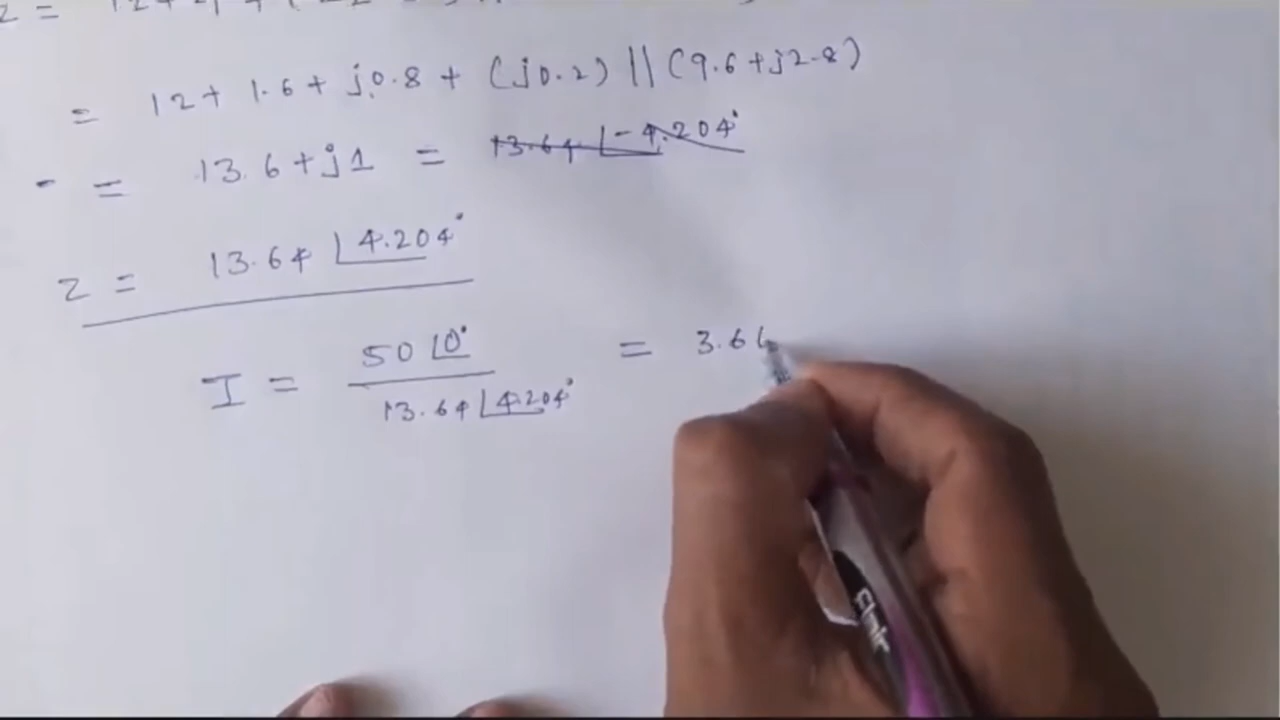 = 12 + 1.6 + j0.8 + (j0.2) || (9.6 + j2.8)
- = 13.6 + j1 = 13.64 ∠-4.204°
Z = 13.64 ∠4.204°
I = 50 ∠0° / 13.64 ∠4.204° = 3.66